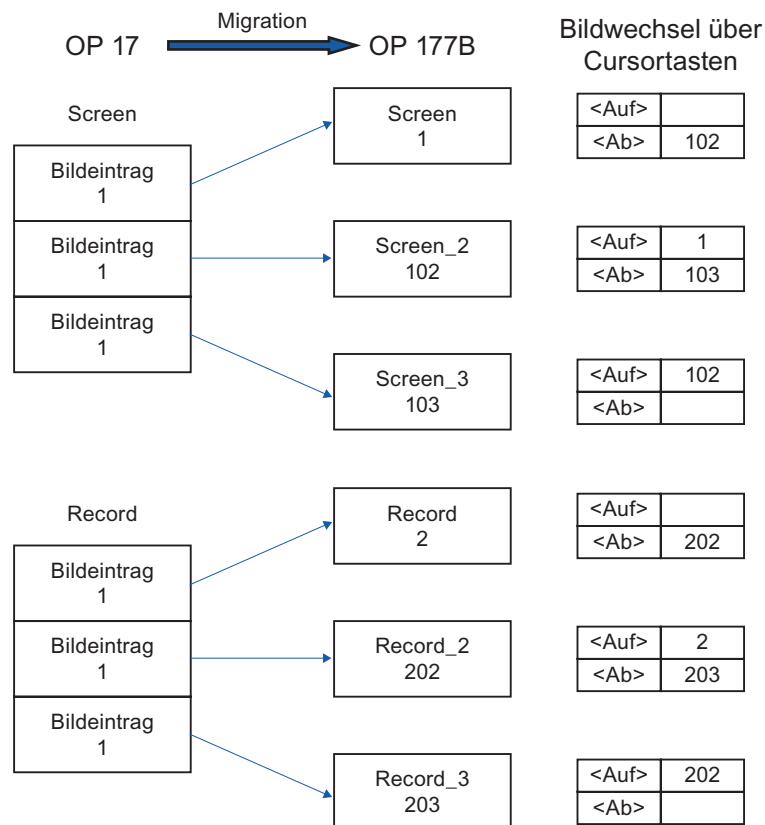 Migration
OP 17
OP 177B
Bildwechsel über
Cursortasten
Screen
Bildeintrag
1
Bildeintrag
1
Bildeintrag
1
Screen
1
<Auf>
<Ab> 102
Screen_2
102
<Auf> 1
<Ab> 103
Screen_3
103
<Auf> 102
<Ab>
Record
Bildeintrag
1
Bildeintrag
1
Bildeintrag
1
Record
2
<Auf>
<Ab> 202
Record_2
202
<Auf> 2
<Ab> 203
Record_3
203
<Auf> 202
<Ab>